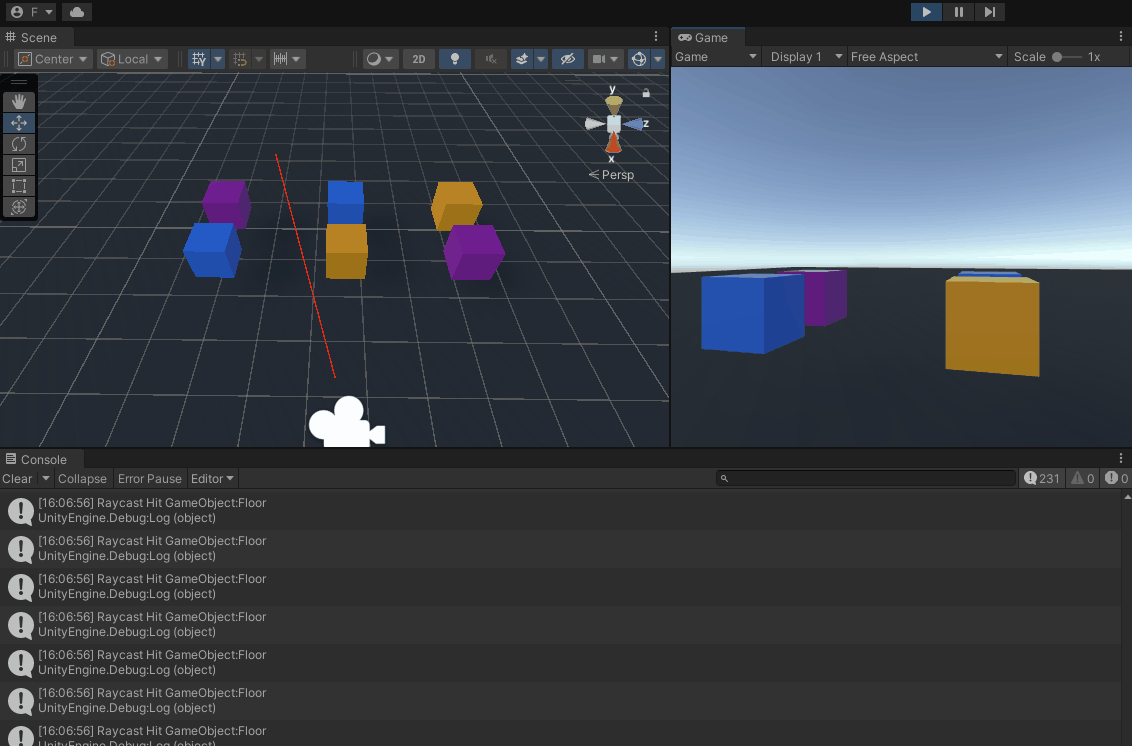 F
Scene
Game
Center
Local
2D
Game
Display 1
Free Aspect
Scale
1x
y
z
x
Persp
Console
Clear
Collapse
Error Pause
Editor
231
0
0
[16:06:56] Raycast Hit GameObject:Floor
UnityEngine.Debug:Log (object)
[16:06:56] Raycast Hit GameObject:Floor
UnityEngine.Debug:Log (object)
[16:06:56] Raycast Hit GameObject:Floor
UnityEngine.Debug:Log (object)
[16:06:56] Raycast Hit GameObject:Floor
UnityEngine.Debug:Log (object)
[16:06:56] Raycast Hit GameObject:Floor
UnityEngine.Debug:Log (object)
[16:06:56] Raycast Hit GameObject:Floor
UnityEngine.Debug:Log (object)
[16:06:56] Raycast Hit GameObject:Floor
UnityEngine.Debug:Log (object)